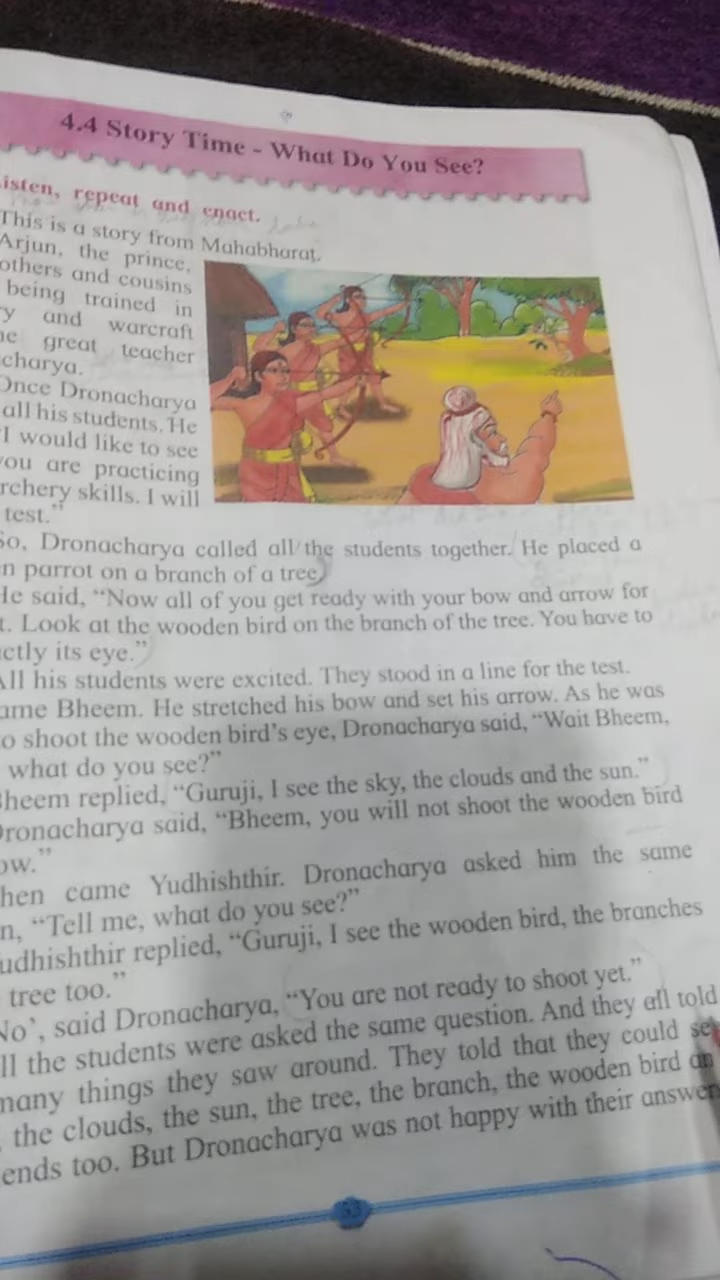 4.4 Story Time - What Do You See?
isten, repeat and enact.
This is a story from Mahabharat.
Arjun, the prince,
others and cousins
being trained in
y and warcraft
he great teacher
charya.
Once Dronacharya
all his students. He
"I would like to see
you are practicing
rchery skills. I will
test."
So, Dronacharya called all the students together. He placed a
n parrot on a branch of a tree.
He said, "Now all of you get ready with your bow and arrow for
t. Look at the wooden bird on the branch of the tree. You have to
ctly its eye."
All his students were excited. They stood in a line for the test.
ame Bheem. He stretched his bow and set his arrow. As he was
o shoot the wooden bird's eye, Dronacharya said, "Wait Bheem,
what do you see?"
Bheem replied, "Guruji, I see the sky, the clouds and the sun."
Dronacharya said, "Bheem, you will not shoot the wooden bird
ow."
hen came Yudhishthir. Dronacharya asked him the same
n, "Tell me, what do you see?"
udhishthir replied, "Guruji, I see the wooden bird, the branches
tree too."
No', said Dronacharya, "You are not ready to shoot yet."
ll the students were asked the same question. And they all told
many things they saw around. They told that they could se
the clouds, the sun, the tree, the branch, the wooden bird an
ends too. But Dronacharya was not happy with their answer
53